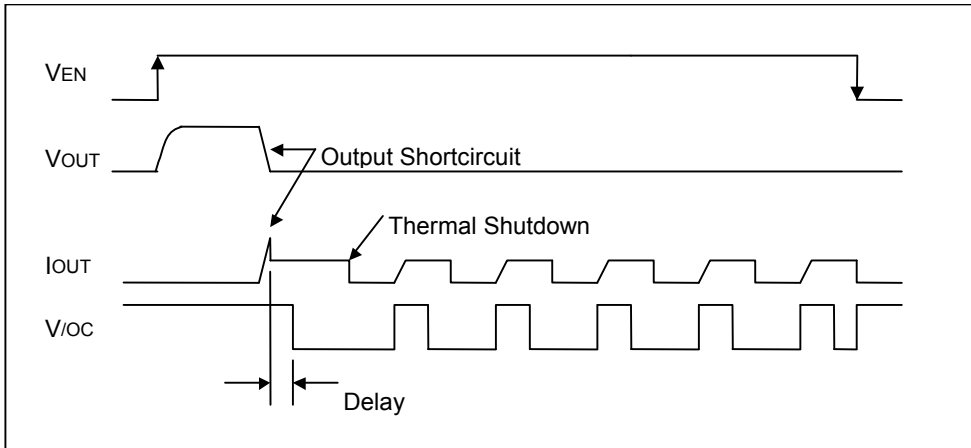 VEN
VOUT
Output Shortcircuit
Thermal Shutdown
IOUT
V/OC
Delay